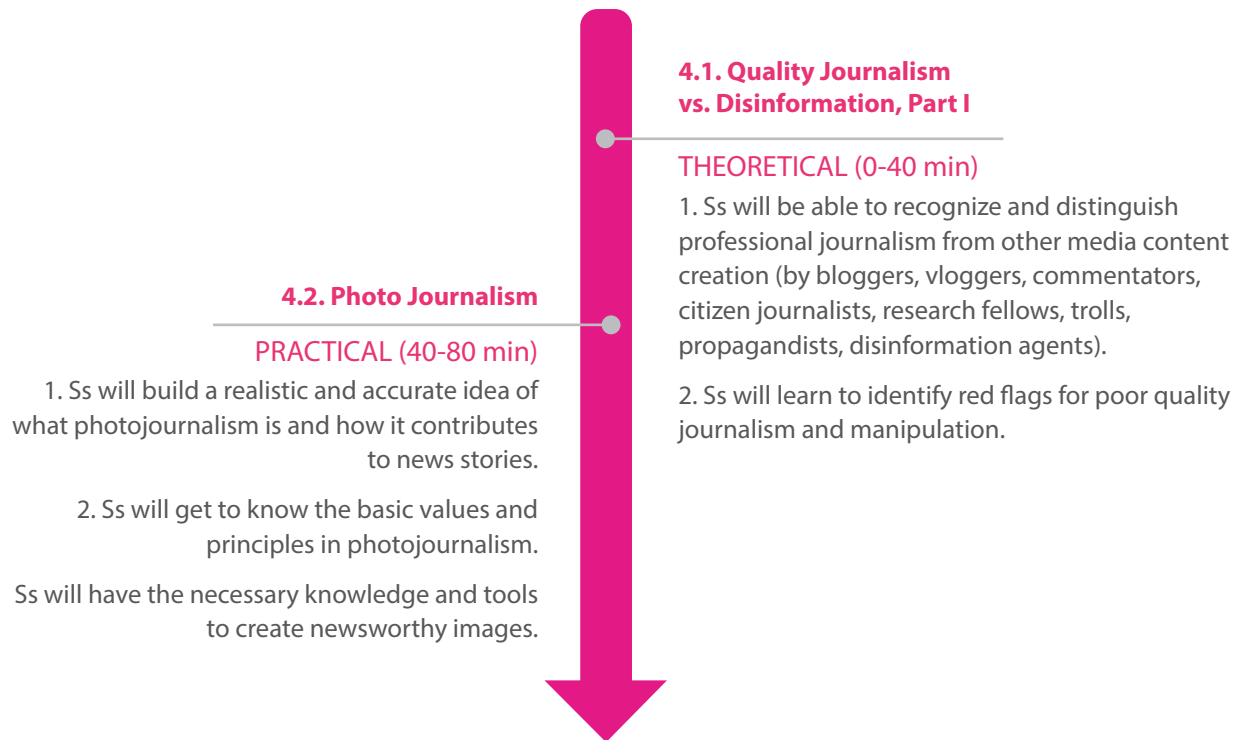 4.1. Quality Journalism
vs. Disinformation, Part I
THEORETICAL (0-40 min)
1. Ss will be able to recognize and distinguish
professional journalism from other media content
creation (by bloggers, vloggers, commentators,
citizen journalists, research fellows, trolls,
propagandists, disinformation agents).
2. Ss will learn to identify red flags for poor quality
journalism and manipulation.
4.2. Photo Journalism
PRACTICAL (40-80 min)
1. Ss will build a realistic and accurate idea of
what photojournalism is and how it contributes
to news stories.
2. Ss will get to know the basic values and
principles in photojournalism.
Ss will have the necessary knowledge and tools
to create newsworthy images.